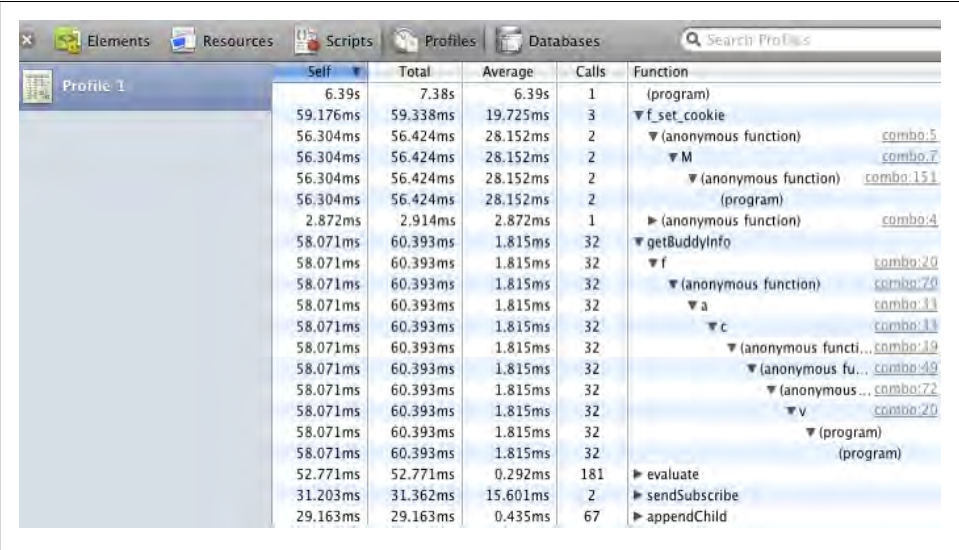 Elements Resources Scripts Profiles Databases Search Profiles
Profile 1
Self Total Average Calls Function
6.39s 7.38s 6.39s 1 (program)
59.176ms 59.338ms 19.725ms 3 f_set_cookie
56.304ms 56.424ms 28.152ms 2 (anonymous function) combo:5
56.304ms 56.424ms 28.152ms 2 M combo:7
56.304ms 56.424ms 28.152ms 2 (anonymous function) combo:151
56.304ms 56.424ms 28.152ms 2 (program)
2.872ms 2.914ms 2.872ms 1 (anonymous function) combo:4
58.071ms 60.393ms 1.815ms 32 getBuddyInfo
58.071ms 60.393ms 1.815ms 32 f combo:20
58.071ms 60.393ms 1.815ms 32 (anonymous function) combo:70
58.071ms 60.393ms 1.815ms 32 a combo:33
58.071ms 60.393ms 1.815ms 32 c combo:33
58.071ms 60.393ms 1.815ms 32 (anonymous functi... combo:39
58.071ms 60.393ms 1.815ms 32 (anonymous fu... combo:49
58.071ms 60.393ms 1.815ms 32 (anonymous ... combo:72
58.071ms 60.393ms 1.815ms 32 v combo:20
58.071ms 60.393ms 1.815ms 32 (program)
58.071ms 60.393ms 1.815ms 32 (program)
52.771ms 52.771ms 0.292ms 181 evaluate
31.203ms 31.362ms 15.601ms 2 sendSubscribe
29.163ms 29.163ms 0.435ms 67 appendChild